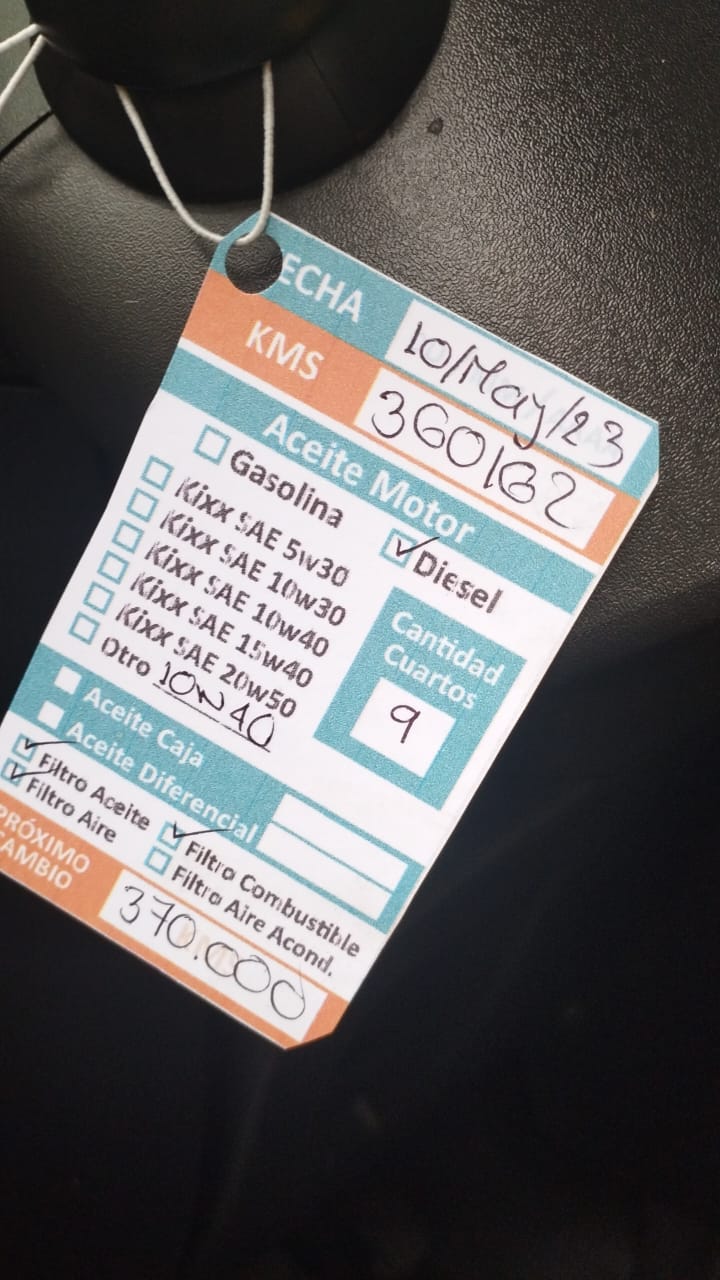 ECHA 10/May/23
KMS 360162
Aceite Motor
Gasolina
Diesel
Kixx SAE 5w30
Kixx SAE 10w30
Kixx SAE 10w40
Kixx SAE 15w40
Kixx SAE 20w50
Otro 10W40
Cantidad
Cuartos
9
Aceite Caja
Aceite Diferencial
Filtro Aceite
Filtro Aire
Filtro Combustible
Filtro Aire Acond.
PRÓXIMO
CAMBIO
370.000